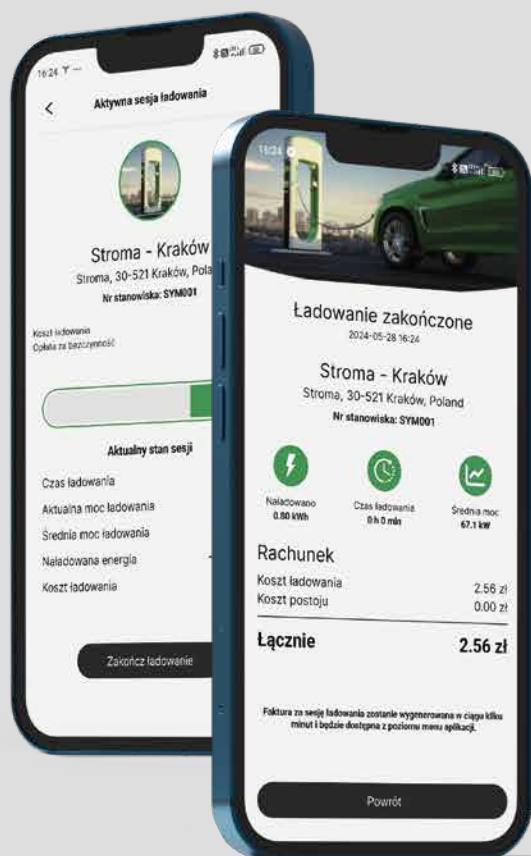 16:24
Aktywna sesja ładowania
Stroma - Kraków
Stroma, 30-521 Kraków,
Nr stanowiska: SYM001
Koszt ładowania
Opłata za bezczynność
Aktualny stan sesji
Czas ładowania
Aktualna moc ładowania
Średnia moc ładowania
Naładowana energia
Koszt ładowania
Zakończ ładowanie
16:24
Ładowanie zakończone
2024-05-28 16:24
Stroma - Kraków
Stroma, 30-521 Kraków, Poland
Nr stanowiska: SYM001
Naładowano
0.80 kWh
Czas ładowania
0 h 0 min
Średnia moc
67.1 kW
Rachunek
Koszt ładowania 2.56 zł
Koszt postoju 0.00 zł
Łącznie 2.56 zł
Faktura za sesję ładowania zostanie wygenerowana w ciągu kilku
minut i będzie dostępna z poziomu menu aplikacji.
Powrót